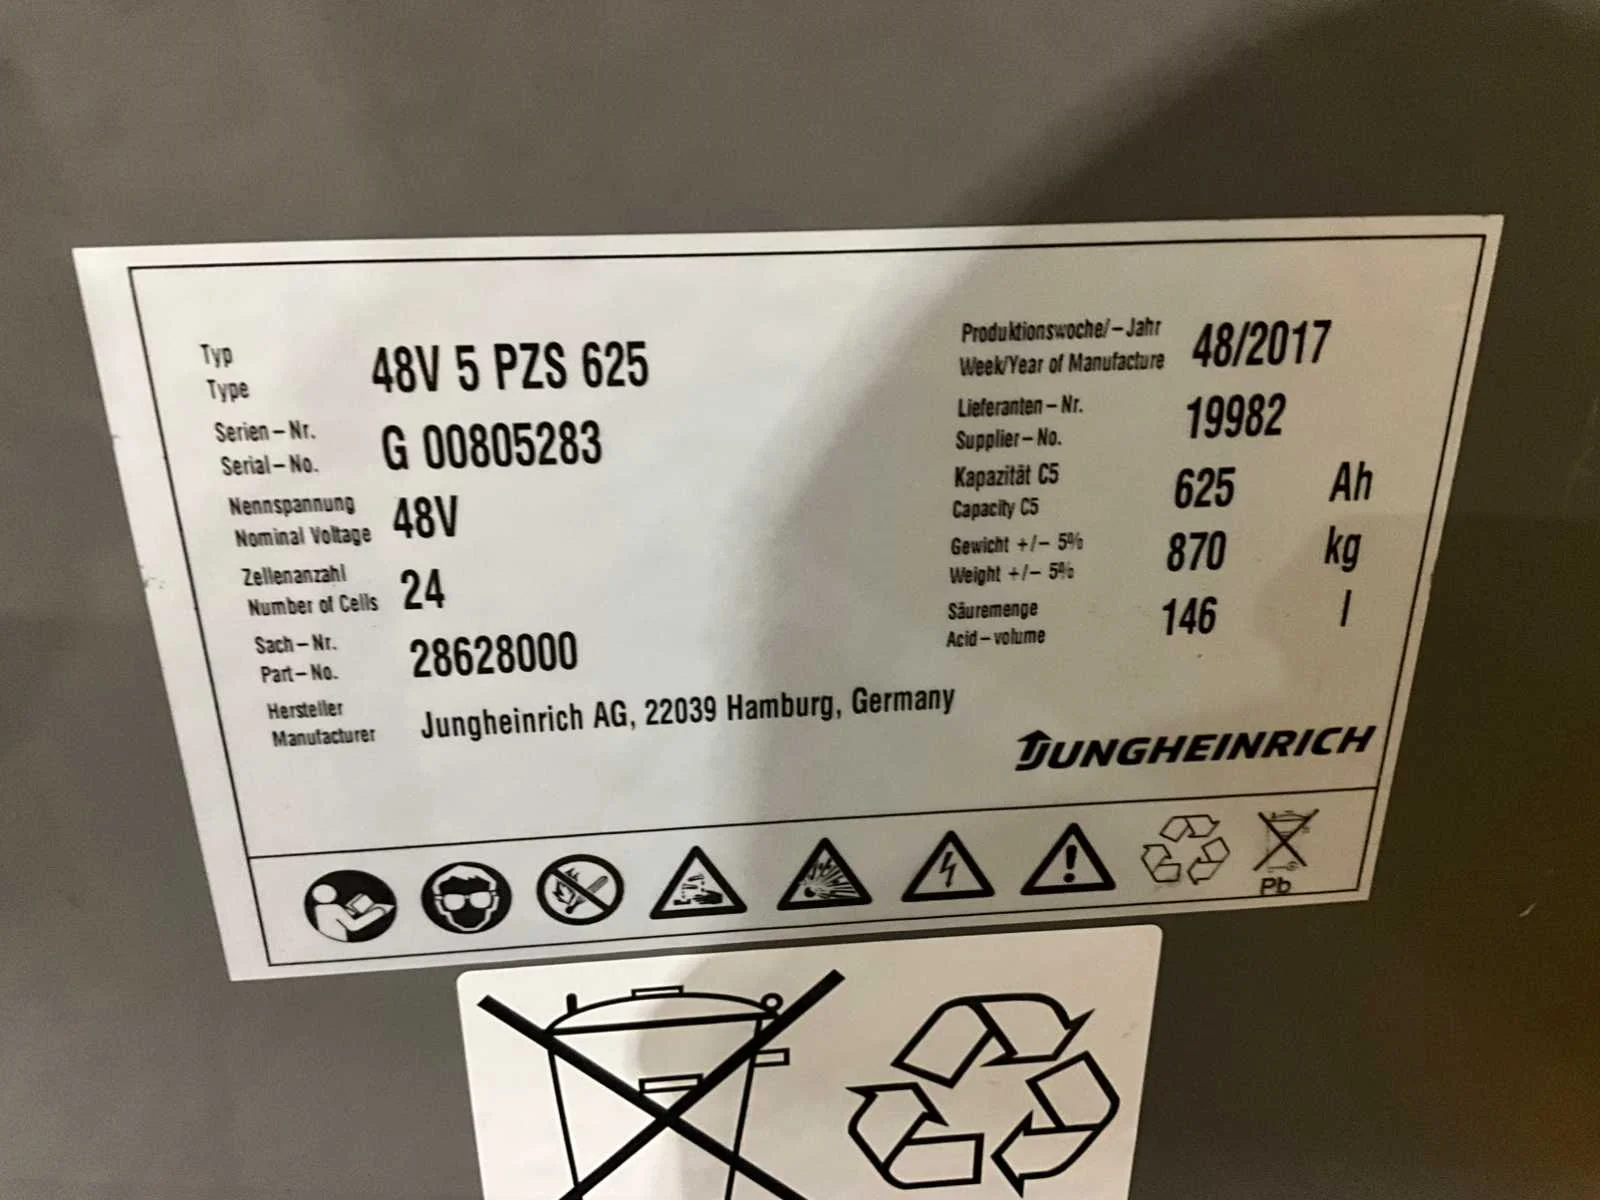 Typ
Type
48V 5 PZS 625
Serien-Nr.
Serial-No.
G 00805283
Nennspannung
Nominal Voltage
48V
Zellenanzahl
Number of Cells
24
Sach-Nr.
Part-No.
28628000
Hersteller
Manufacturer
Jungheinrich AG, 22039 Hamburg, Germany
Produktionswoche/-Jahr
Week/Year of Manufacture
48/2017
Lieferanten-Nr.
Supplier-No.
19982
Kapazität C5
Capacity C5
625 Ah
Gewicht +/- 5%
Weight +/- 5%
870 kg
Säuremenge
Acid-volume
146 l
JUNGHEINRICH
Pb